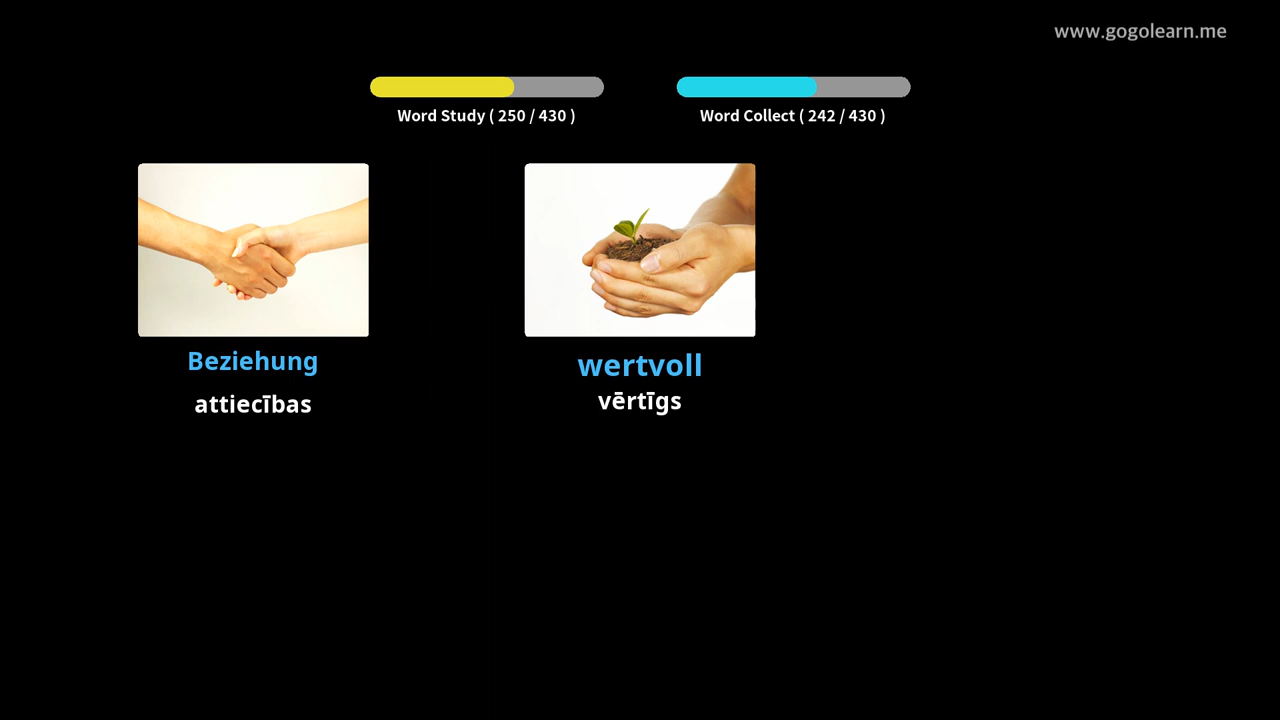 www.gogolearn.me
Word Study ( 250 / 430 )
Word Collect ( 242 / 430 )
Beziehung
attiecības
wertvoll
vērtīgs